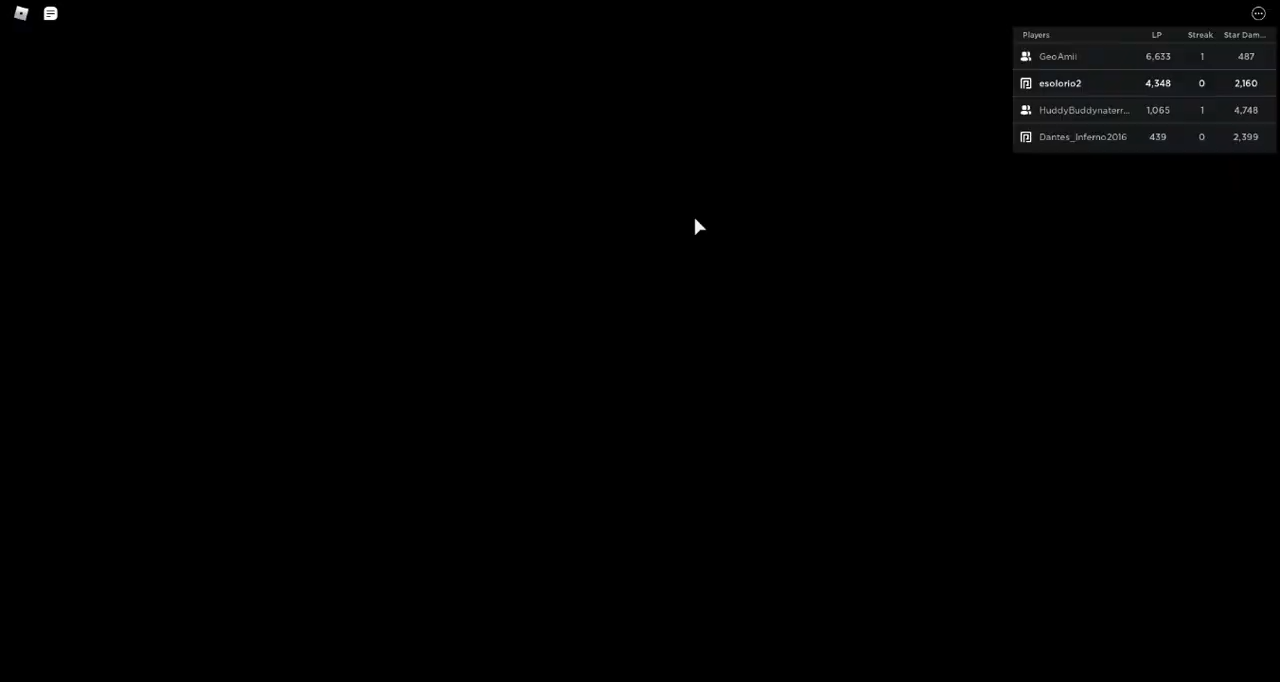 Players LP Streak Star Dam...
GeoAmii 6,633 1 487
esolorio2 4,348 0 2,160
HuddyBuddynaterr... 1,065 1 4,748
Dantes_Inferno2016 439 0 2,399